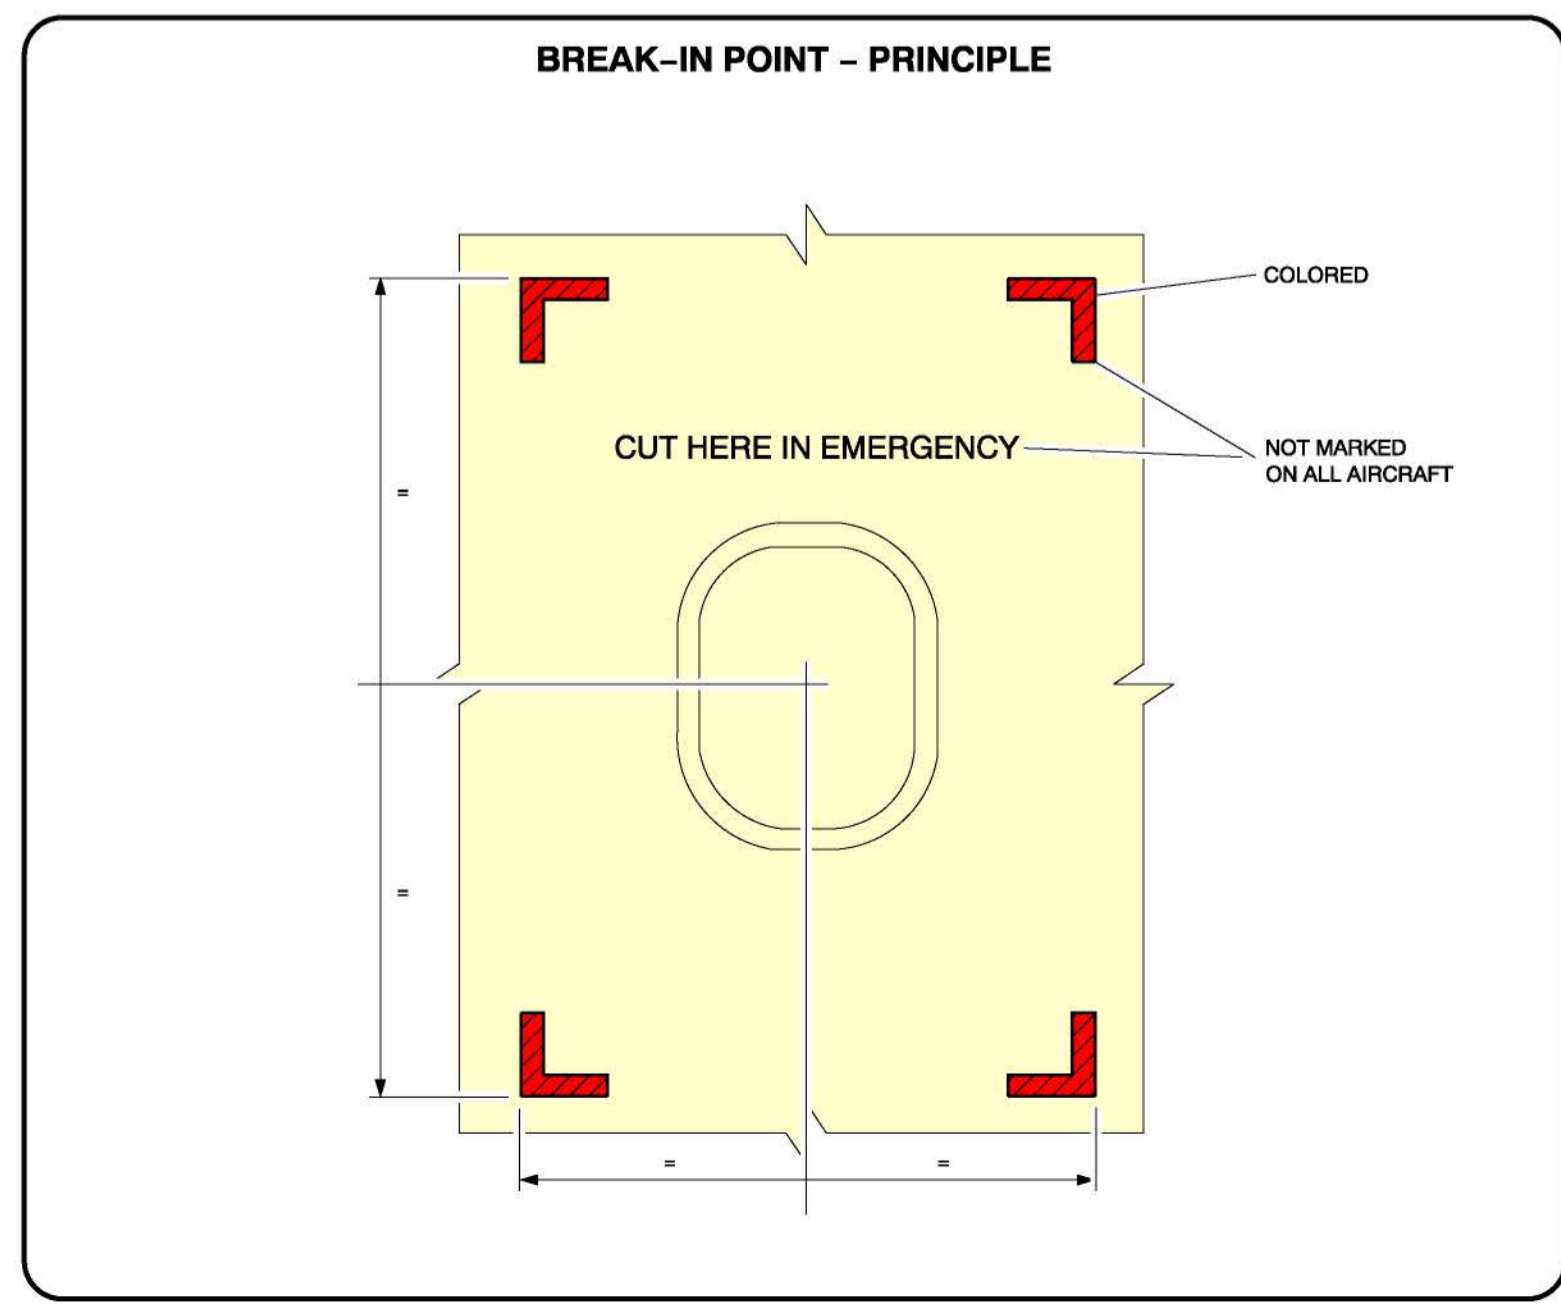 BREAK–IN POINT – PRINCIPLE
COLORED
CUT HERE IN EMERGENCY
NOT MARKED
ON ALL AIRCRAFT
=
=
= =